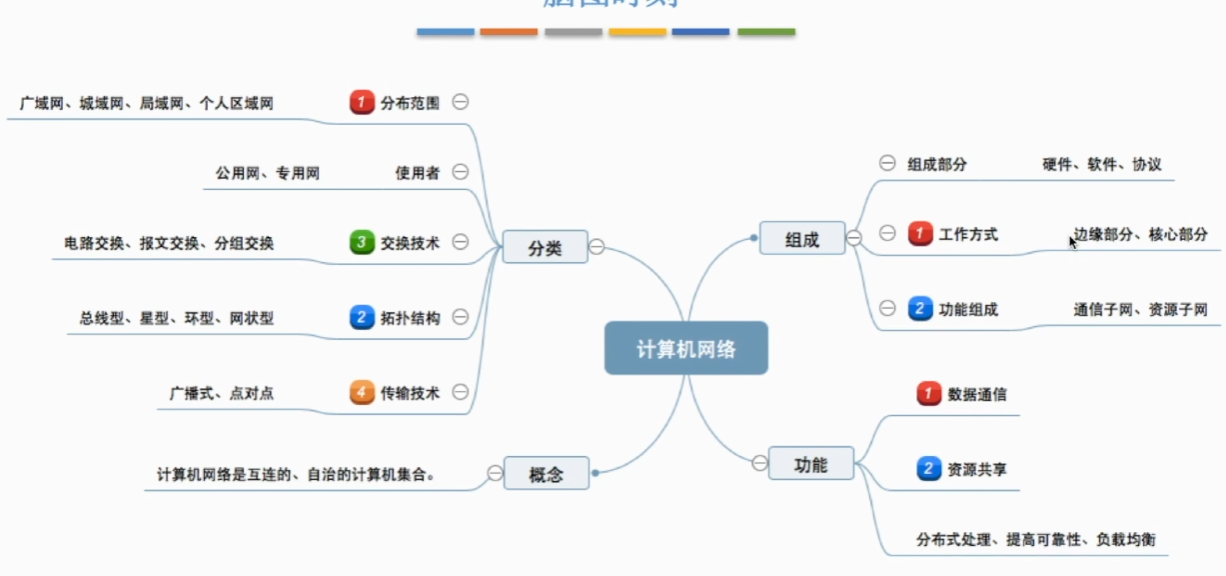 脑图时刻
广域网、城域网、局域网、个人区域网 1 分布范围
公用网、专用网 使用者
电路交换、报文交换、分组交换 3 交换技术
总线型、星型、环型、网状型 2 拓扑结构
广播式、点对点 4 传输技术
分类
计算机网络是互连的、自治的计算机集合。
概念
计算机网络
组成
组成部分 硬件、软件、协议
1 工作方式 边缘部分、核心部分
2 功能组成 通信子网、资源子网
功能
1 数据通信
2 资源共享
分布式处理、提高可靠性、负载均衡